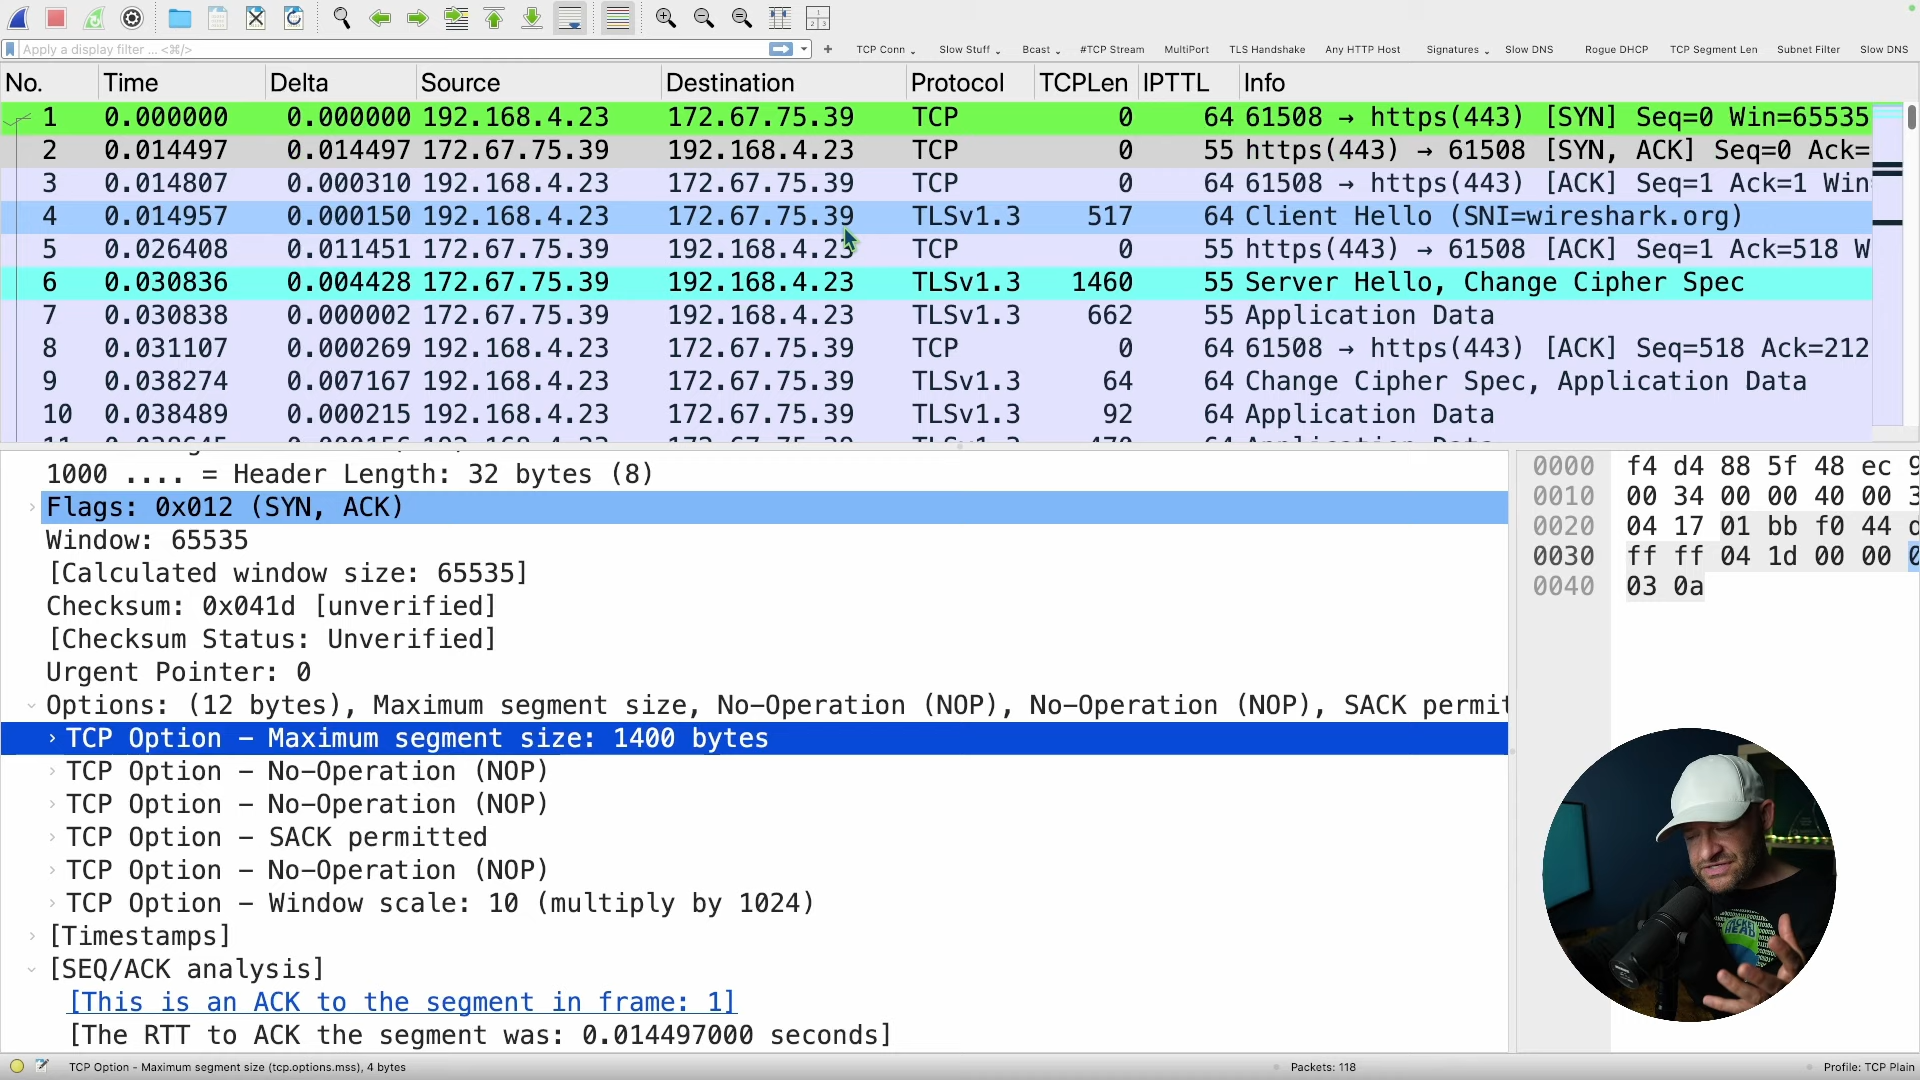 Apply a display filter ... <⌘/>
+ TCP Conn Slow Stuff Bcast #TCP Stream MultiPort TLS Handshake Any HTTP Host Signatures Slow DNS Rogue DHCP TCP Segment Len Subnet Filter Slow DNS
No. Time Delta Source Destination Protocol TCPLen IPTTL Info
1 0.000000 0.000000 192.168.4.23 172.67.75.39 TCP 0 64 61508 → https(443) [SYN] Seq=0 Win=65535
2 0.014497 0.014497 172.67.75.39 192.168.4.23 TCP 0 55 https(443) → 61508 [SYN, ACK] Seq=0 Ack=
3 0.014807 0.000310 192.168.4.23 172.67.75.39 TCP 0 64 61508 → https(443) [ACK] Seq=1 Ack=1 Win
4 0.014957 0.000150 192.168.4.23 172.67.75.39 TLSv1.3 517 64 Client Hello (SNI=wireshark.org)
5 0.026408 0.011451 172.67.75.39 192.168.4.23 TCP 0 55 https(443) → 61508 [ACK] Seq=1 Ack=518 W
6 0.030836 0.004428 172.67.75.39 192.168.4.23 TLSv1.3 1460 55 Server Hello, Change Cipher Spec
7 0.030838 0.000002 172.67.75.39 192.168.4.23 TLSv1.3 662 55 Application Data
8 0.031107 0.000269 192.168.4.23 172.67.75.39 TCP 0 64 61508 → https(443) [ACK] Seq=518 Ack=212
9 0.038274 0.007167 192.168.4.23 172.67.75.39 TLSv1.3 64 64 Change Cipher Spec, Application Data
10 0.038489 0.000215 192.168.4.23 172.67.75.39 TLSv1.3 92 64 Application Data
1000 .... = Header Length: 32 bytes (8)
Flags: 0x012 (SYN, ACK)
Window: 65535
[Calculated window size: 65535]
Checksum: 0x041d [unverified]
[Checksum Status: Unverified]
Urgent Pointer: 0
Options: (12 bytes), Maximum segment size, No-Operation (NOP), No-Operation (NOP), SACK permit
TCP Option – Maximum segment size: 1400 bytes
TCP Option – No-Operation (NOP)
TCP Option – No-Operation (NOP)
TCP Option – SACK permitted
TCP Option – No-Operation (NOP)
TCP Option – Window scale: 10 (multiply by 1024)
[Timestamps]
[SEQ/ACK analysis]
[This is an ACK to the segment in frame: 1]
[The RTT to ACK the segment was: 0.014497000 seconds]
0000 f4 d4 88 5f 48 ec 9
0010 00 34 00 00 40 00 3
0020 04 17 01 bb f0 44 d
0030 ff ff 04 1d 00 00 0
0040 03 0a
HEAD
TCP Option - Maximum segment size (tcp.options.mss), 4 bytes
Packets: 118
Profile: TCP Plain